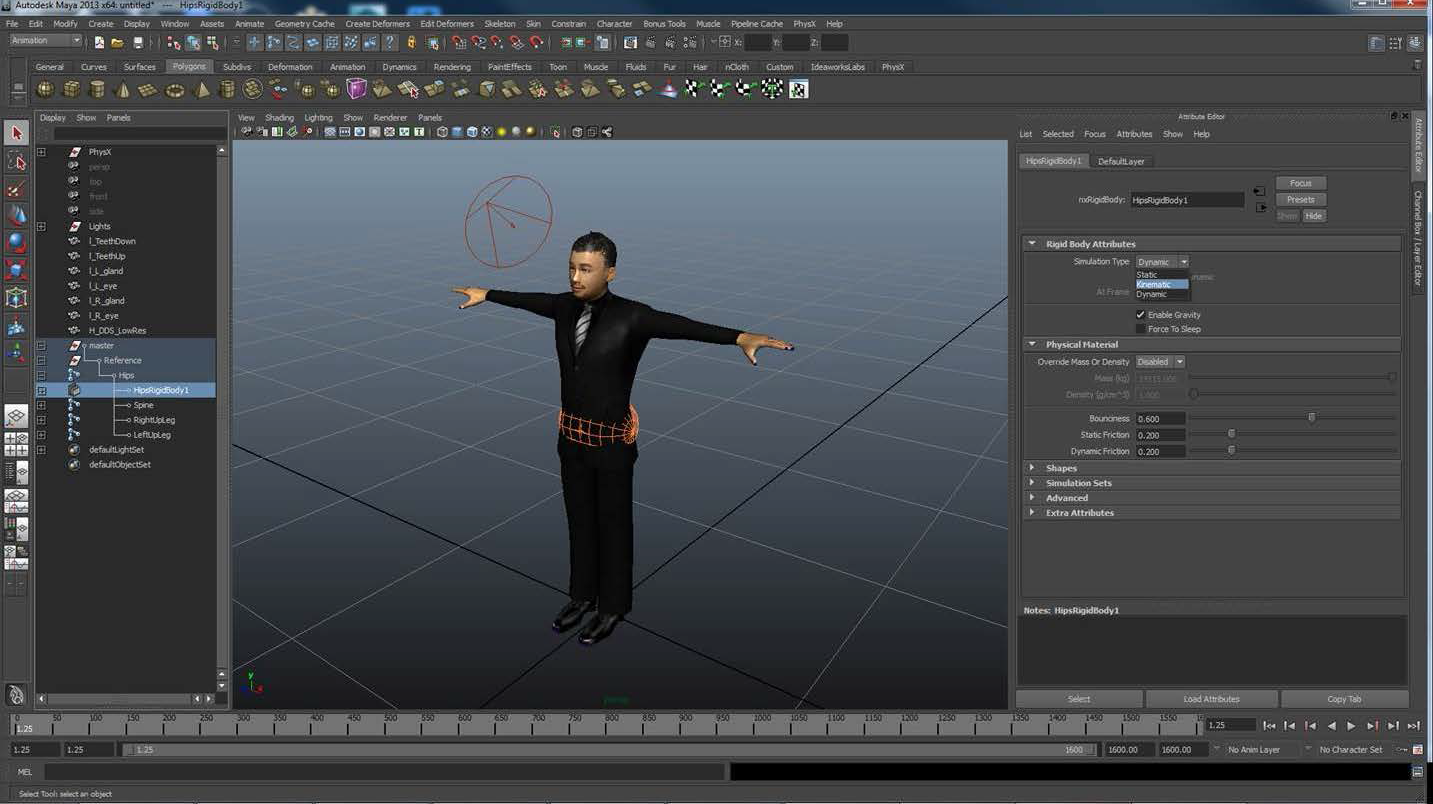 Autodesk Maya 2013 x64: untitled* --- HipsRigidBody1
File Edit Modify Create Display Window Assets Animate Geometry Cache Create Deformers Edit Deformers Skeleton Skin Constrain Character Bonus Tools Muscle Pipeline Cache PhysX Help
Animation X: Y: Z:
General Curves Surfaces Polygons Subdivs Deformation Animation Dynamics Rendering PaintEffects Toon Muscle Fluids Fur Hair nCloth Custom IdeaworksLabs PhysX
Display Show Panels
PhysX
persp
top
front
side
Lights
l_TeethDown
l_TeethUp
l_L_gland
l_L_eye
l_R_gland
l_R_eye
H_DDS_LowRes
master
Reference
Hips
HipsRigidBody1
Spine
RightUpLeg
LeftUpLeg
defaultLightSet
defaultObjectSet
View Shading Lighting Show Renderer Panels
y
persp
Attribute Editor
List Selected Focus Attributes Show Help
HipsRigidBody1 DefaultLayer
nxRigidBody: HipsRigidBody1
Focus
Presets
Show Hide
Rigid Body Attributes
Simulation Type Dynamic
Static
Kinematic
Dynamic
At Frame
Enable Gravity
Force To Sleep
Physical Material
Override Mass Or Density Disabled
Mass (kg)
Density (g/cm^3) 1.000
Bounciness 0.600
Static Friction 0.200
Dynamic Friction 0.200
Shapes
Simulation Sets
Advanced
Extra Attributes
Notes: HipsRigidBody1
Select Load Attributes Copy Tab
Attribute Editor
Channel Box / Layer Editor
0 50 100 150 200 250 300 350 400 450 500 550 600 650 700 750 800 850 900 950 1000 1050 1100 1150 1200 1250 1300 1350 1400 1450 1500 1550 16
1.25 1.25
1.25 1.25 1.25 1600 1600.00 1600.00 No Anim Layer No Character Set
MEL
Select Tool: select an object